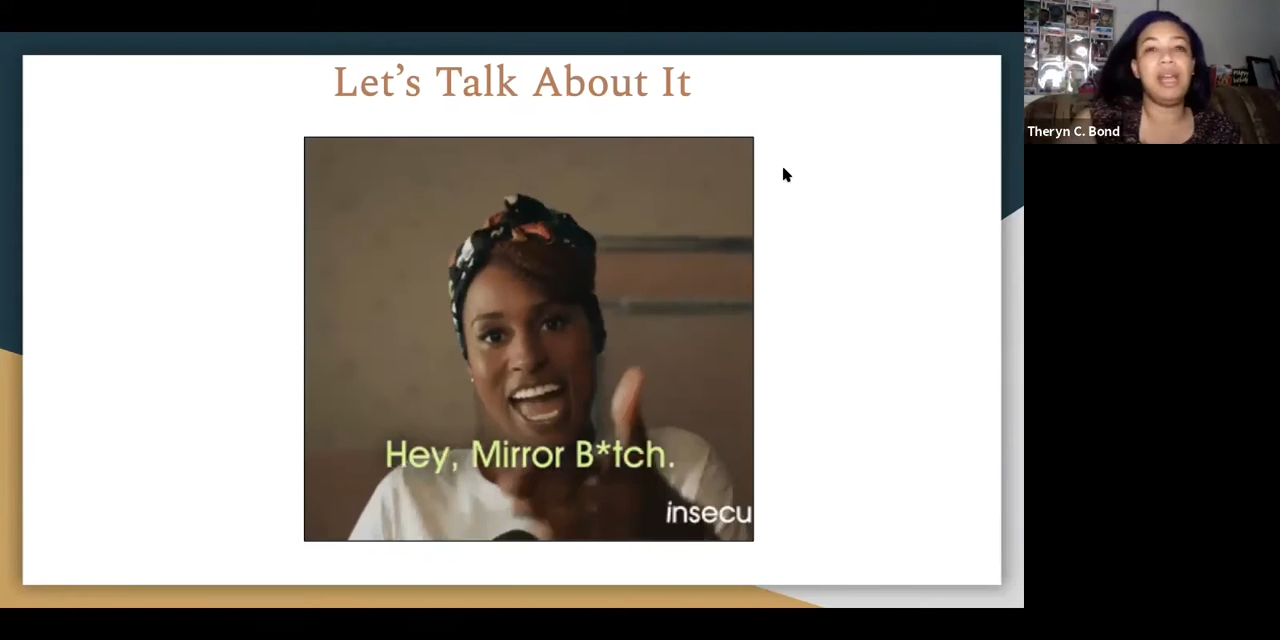 Let's Talk About It
Hey, Mirror B*tch.
insecu
Theryn C. Bond